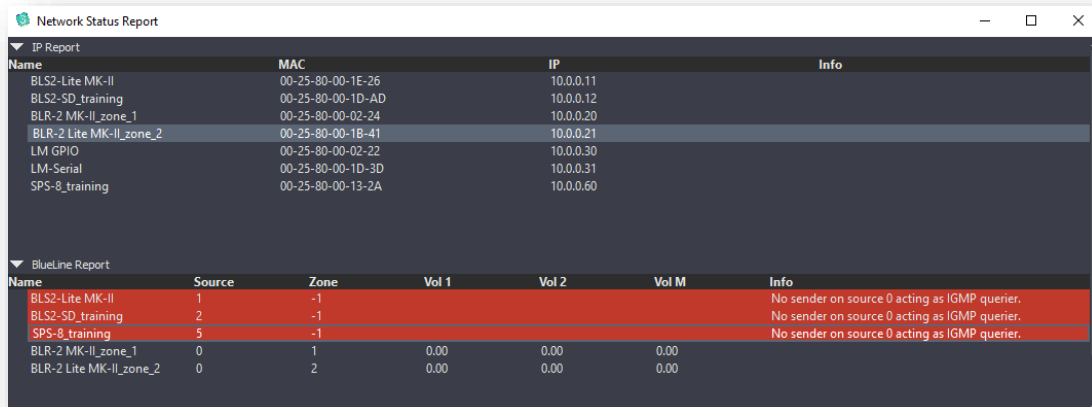 Network Status Report
IP Report
Name MAC IP Info
BLS2-Lite MK-II 00-25-80-00-1E-26 10.0.0.11
BLS2-SD_training 00-25-80-00-1D-AD 10.0.0.12
BLR-2 MK-II_zone_1 00-25-80-00-02-24 10.0.0.20
BLR-2 Lite MK-II_zone_2 00-25-80-00-1B-41 10.0.0.21
LM GPIO 00-25-80-00-02-22 10.0.0.30
LM-Serial 00-25-80-00-1D-3D 10.0.0.31
SPS-8_training 00-25-80-00-13-2A 10.0.0.60
BlueLine Report
Name Source Zone Vol 1 Vol 2 Vol M Info
BLS2-Lite MK-II 1 -1 No sender on source 0 acting as IGMP querier.
BLS2-SD_training 2 -1 No sender on source 0 acting as IGMP querier.
SPS-8_training 5 -1 No sender on source 0 acting as IGMP querier.
BLR-2 MK-II_zone_1 0 1 0.00 0.00 0.00
BLR-2 Lite MK-II_zone_2 0 2 0.00 0.00 0.00